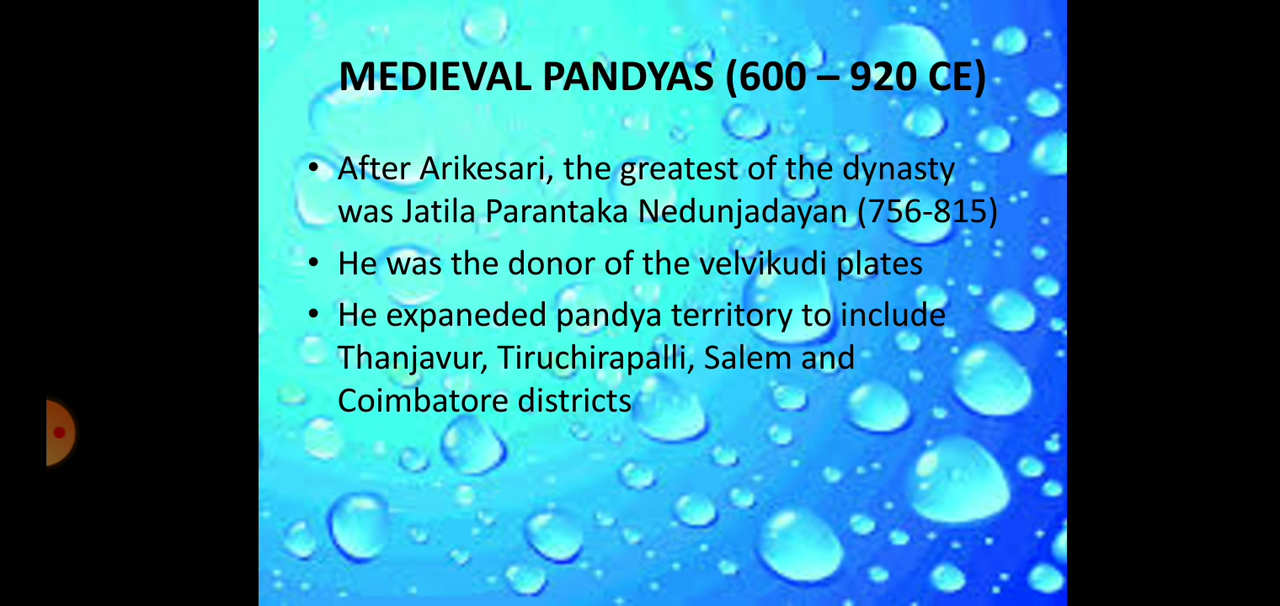 MEDIEVAL PANDYAS (600 – 920 CE)
• After Arikesari, the greatest of the dynasty
was Jatila Parantaka Nedunjadayan (756-815)
• He was the donor of the velvikudi plates
• He expaneded pandya territory to include
Thanjavur, Tiruchirapalli, Salem and
Coimbatore districts